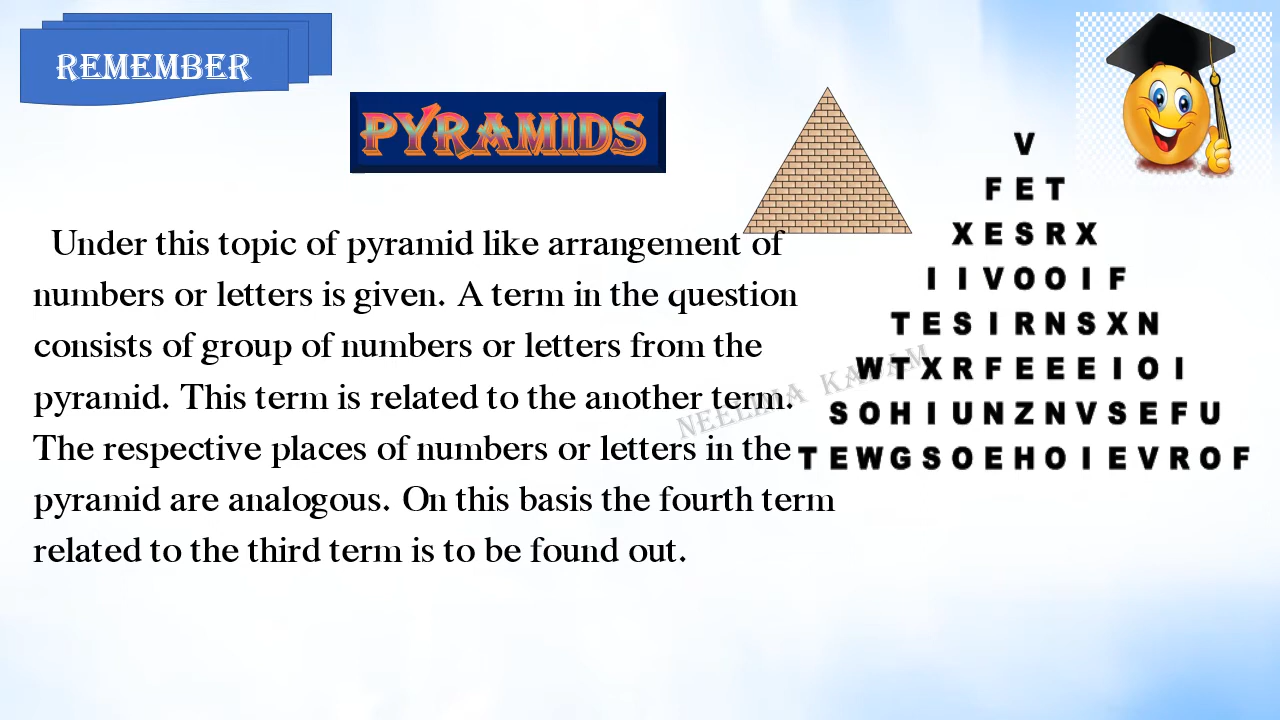 REMEMBER
PYRAMIDS
Under this topic of pyramid like arrangement of
numbers or letters is given. A term in the question
consists of group of numbers or letters from the
pyramid. This term is related to the another term.
The respective places of numbers or letters in the
pyramid are analogous. On this basis the fourth term
related to the third term is to be found out.
V
F E T
X E S R X
I I V O O I F
T E S I R N S X N
W T X R F E E E I O I
S O H I U N Z N V S E F U
T E W G S O E H O I E V R O F
NEELIMA KADAM